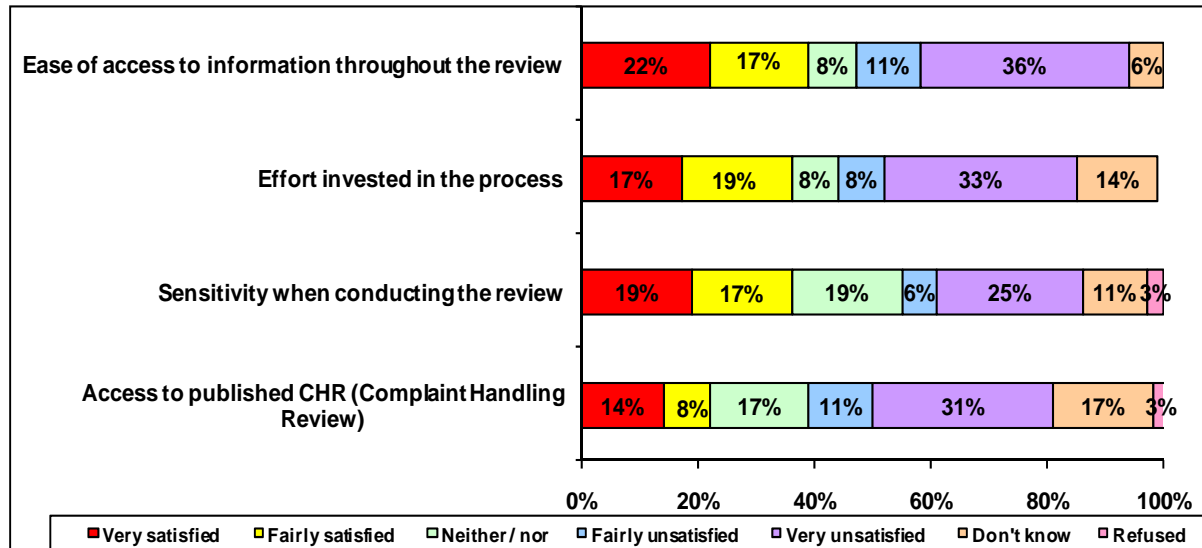 Ease of access to information throughout the review
22% 17% 8% 11% 36% 6%
Effort invested in the process
17% 19% 8% 8% 33% 14%
Sensitivity when conducting the review
19% 17% 19% 6% 25% 11% 3%
Access to published CHR (Complaint Handling
Review)
14% 8% 17% 11% 31% 17% 3%
0% 20% 40% 60% 80% 100%
Very satisfied Fairly satisfied Neither / nor Fairly unsatisfied Very unsatisfied Don't know Refused